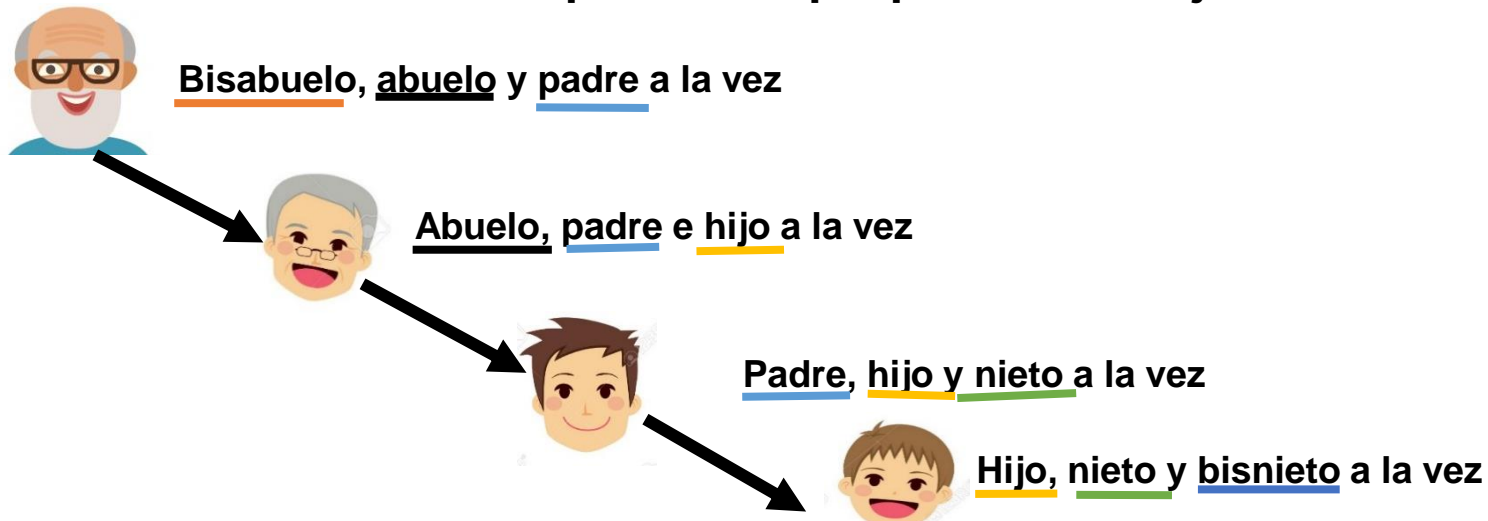 Bisabuelo, abuelo y padre a la vez
Abuelo, padre e hijo a la vez
Padre, hijo y nieto a la vez
Hijo, nieto y bisnieto a la vez